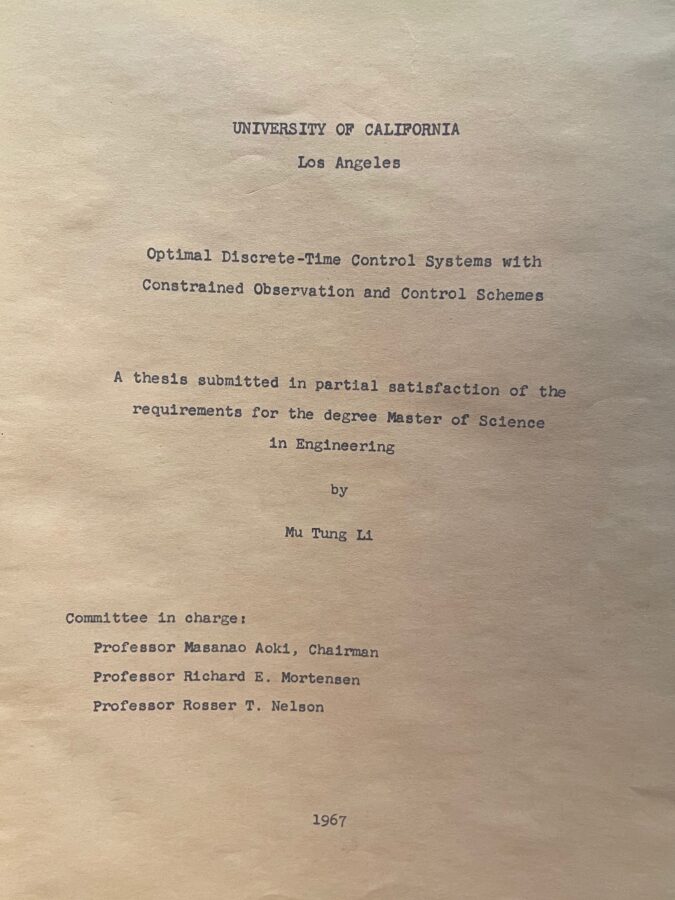 UNIVERSITY OF CALIFORNIA
Los Angeles
Optimal Discrete-Time Control Systems with
Constrained Observation and Control Schemes
A thesis submitted in partial satisfaction of the
requirements for the degree Master of Science
in Engineering
by
Mu Tung Li
Committee in charge:
Professor Masanao Aoki, Chairman
Professor Richard E. Mortensen
Professor Rosser T. Nelson
1967